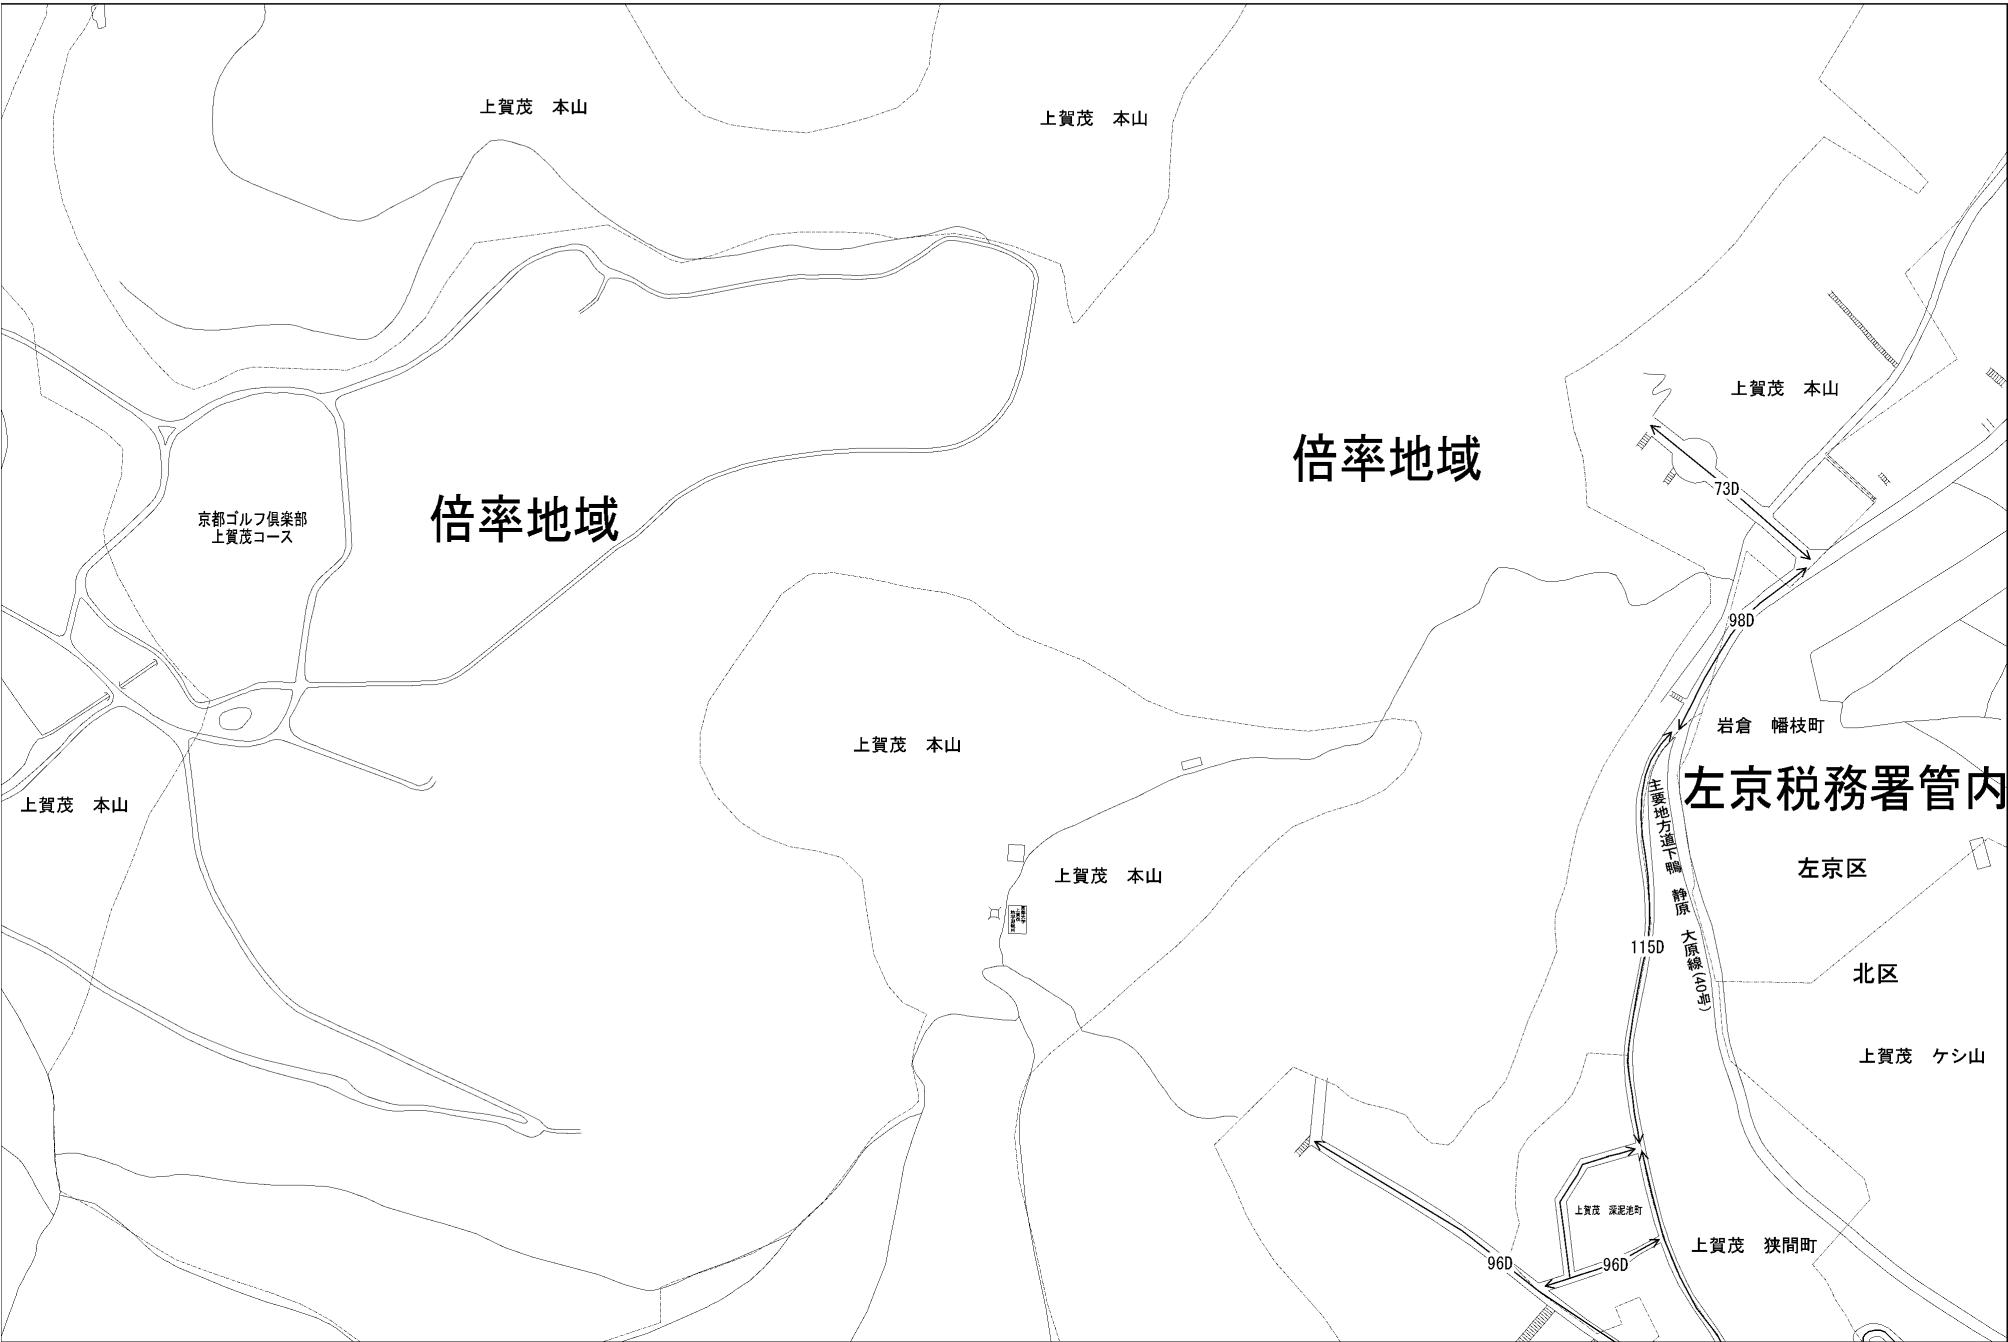 上賀茂　本山
上賀茂　本山
上賀茂　本山
倍率地域
73D
倍率地域
京都ゴルフ倶楽部
上賀茂コース
98D
岩倉　幡枝町
上賀茂　本山
左京税務署管内
上賀茂　本山
主要地方道下鴨　静原　大原線(40号)
左京区
上賀茂　本山
115D
北区
上賀茂　ケシ山
上賀茂　深泥池町
上賀茂　狭間町
96D
96D